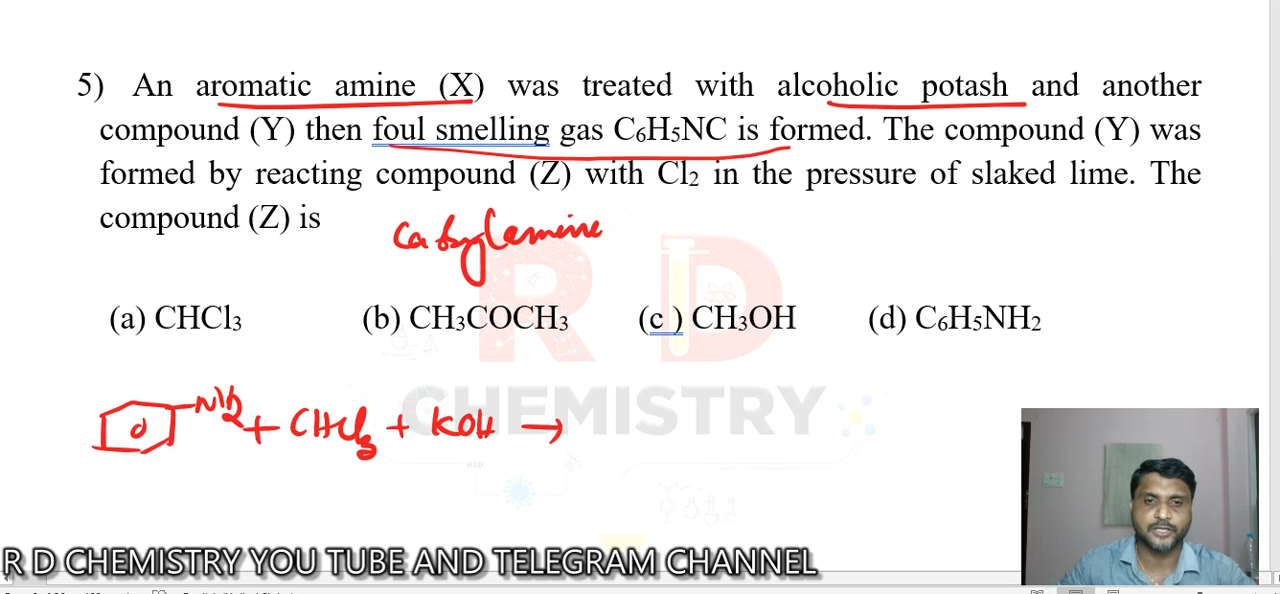 5) An aromatic amine (X) was treated with alcoholic potash and another
compound (Y) then foul smelling gas C₆H₅NC is formed. The compound (Y) was
formed by reacting compound (Z) with Cl₂ in the pressure of slaked lime. The
compound (Z) is
Carbylamine
(a) CHCl₃ (b) CH₃COCH₃ (c ) CH₃OH (d) C₆H₅NH₂
R D
CHEMISTRY
-NH₂ + CHCl₃ + KOH →
R D CHEMISTRY YOU TUBE AND TELEGRAM CHANNEL